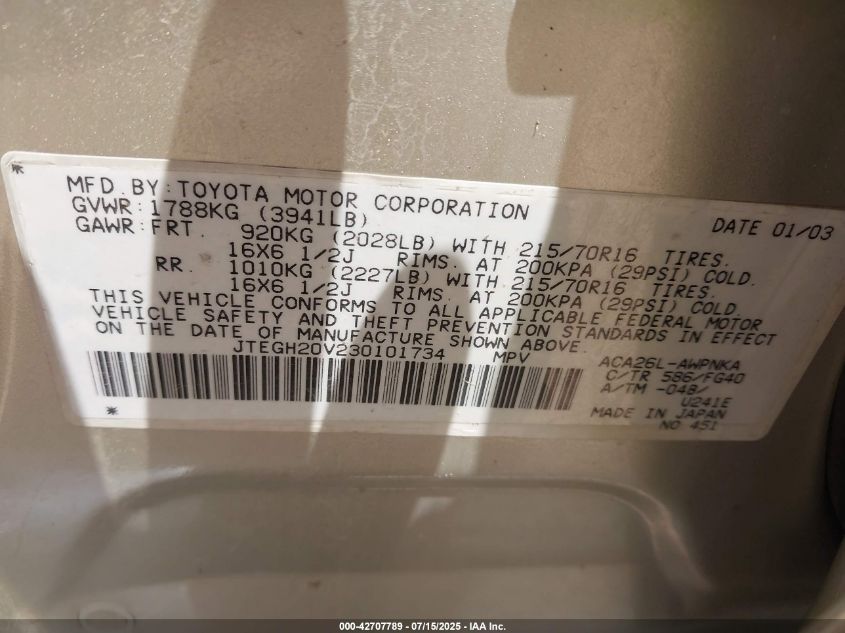 MFD. BY: TOYOTA MOTOR CORPORATION DATE 01/03
GVWR: 1788KG (3941LB)
GAWR: FRT. 920KG (2028LB) WITH 215/70R16 TIRES.
16X6 1/2J RIMS. AT 200KPA (29PSI) COLD.
RR. 1010KG (2227LB) WITH 215/70R16 TIRES.
16X6 1/2J RIMS. AT 200KPA (29PSI) COLD.
THIS VEHICLE CONFORMS TO ALL APPLICABLE FEDERAL MOTOR
VEHICLE SAFETY AND THEFT PREVENTION STANDARDS IN EFFECT
ON THE DATE OF MANUFACTURE SHOWN ABOVE.
JTEGH20V230101734 MPV
ACA26L-AWPNKA
C/TR 586/FG40
A/TM -04B/
U241E
MADE IN JAPAN
NO 451
000-42707789 - 07/15/2025 - IAA Inc.